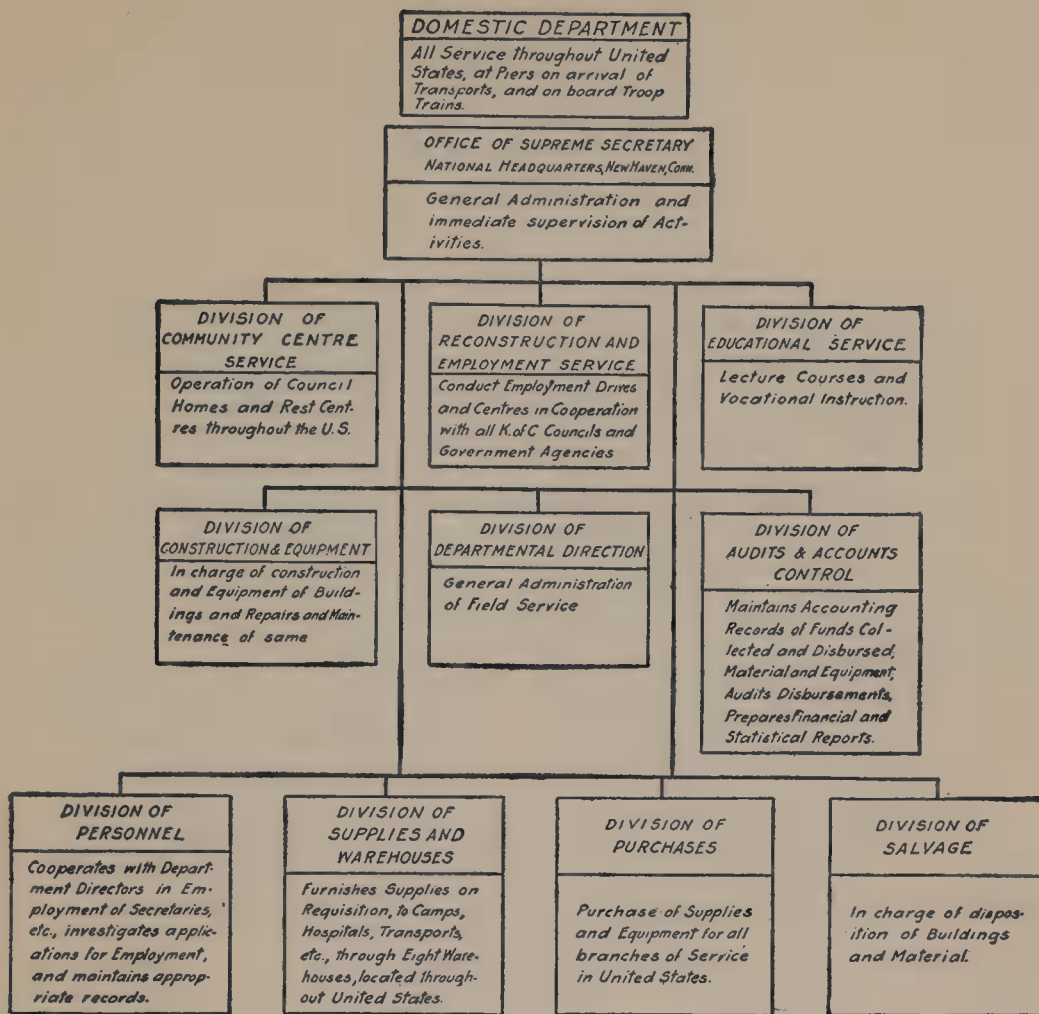 DOMESTIC DEPARTMENT
All Service throughout United
States, at Piers on arrival of
Transports, and on board Troop
Trains.
OFFICE OF SUPREME SECRETARY
NATIONAL HEADQUARTERS, NEW HAVEN, CONN.
General Administration and
immediate supervision of Act-
ivities.
DIVISION OF
COMMUNITY CENTRE
SERVICE
Operation of Council
Homes and Rest Cent-
res throughout the U.S.
DIVISION OF
RECONSTRUCTION AND
EMPLOYMENT SERVICE
Conduct Employment Drives
and Centres in Cooperation
with all K.of C Councils and
Government Agencies
DIVISION OF
EDUCATIONAL SERVICE
Lecture Courses and
Vocational Instruction.
DIVISION OF
CONSTRUCTION & EQUIPMENT
In charge of construction
and Equipment of Build-
ings and Repairs and Main-
tenance of same
DIVISION OF
DEPARTMENTAL DIRECTION
General Administration
of Field Service
DIVISION OF
AUDITS & ACCOUNTS
CONTROL
Maintains Accounting
Records of Funds Col-
lected and Disbursed,
Material and Equipment,
Audits Disbursements,
Prepares Financial and
Statistical Reports.
DIVISION OF
PERSONNEL
Cooperates with Depart-
ment Directors in Em-
ployment of Secretaries,
etc., investigates applic-
ations for Employment,
and maintains approp-
riate records.
DIVISION OF
SUPPLIES AND
WAREHOUSES
Furnishes Supplies on
Requisition, to Camps,
Hospitals, Transports,
etc., through Eight Ware-
houses, located through-
out United States.
DIVISION OF
PURCHASES
Purchase of Supplies
and Equipment for all
branches of Service
in United States.
DIVISION OF
SALVAGE
In charge of dispos-
ition of Buildings
and Material.